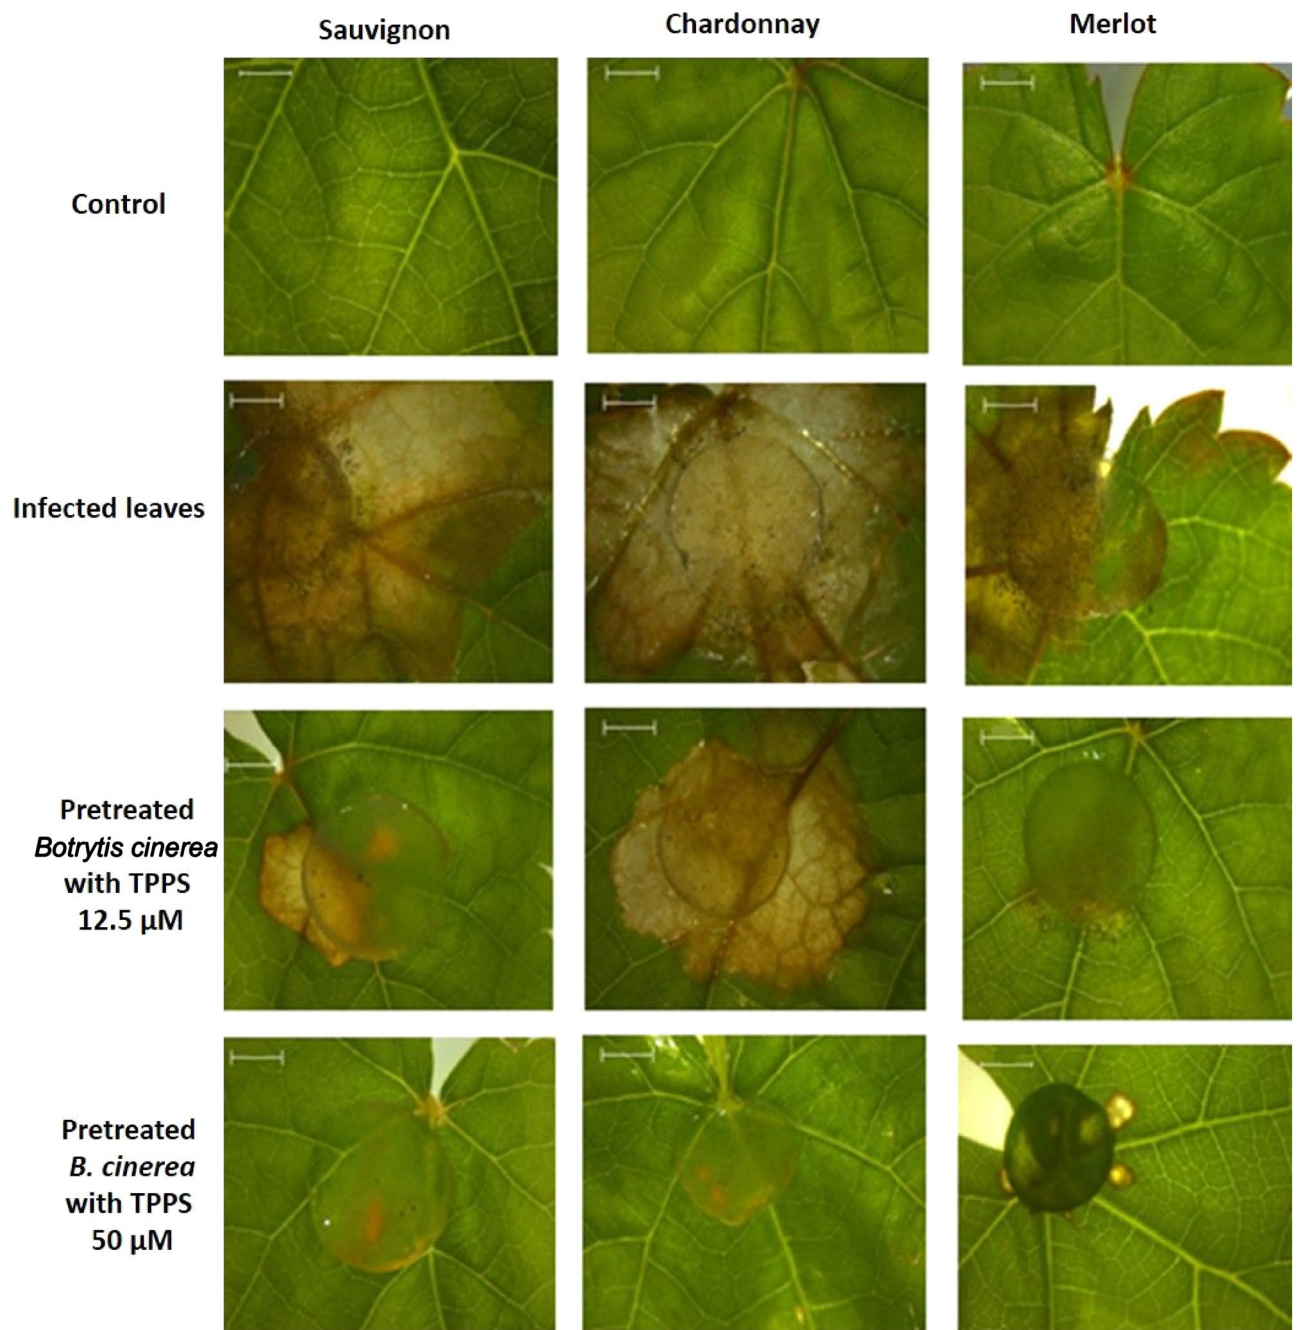 Sauvignon Chardonnay Merlot
Control
Infected leaves
Pretreated
Botrytis cinerea
with TPPS
12.5 µM
Pretreated
B. cinerea
with TPPS
50 µM